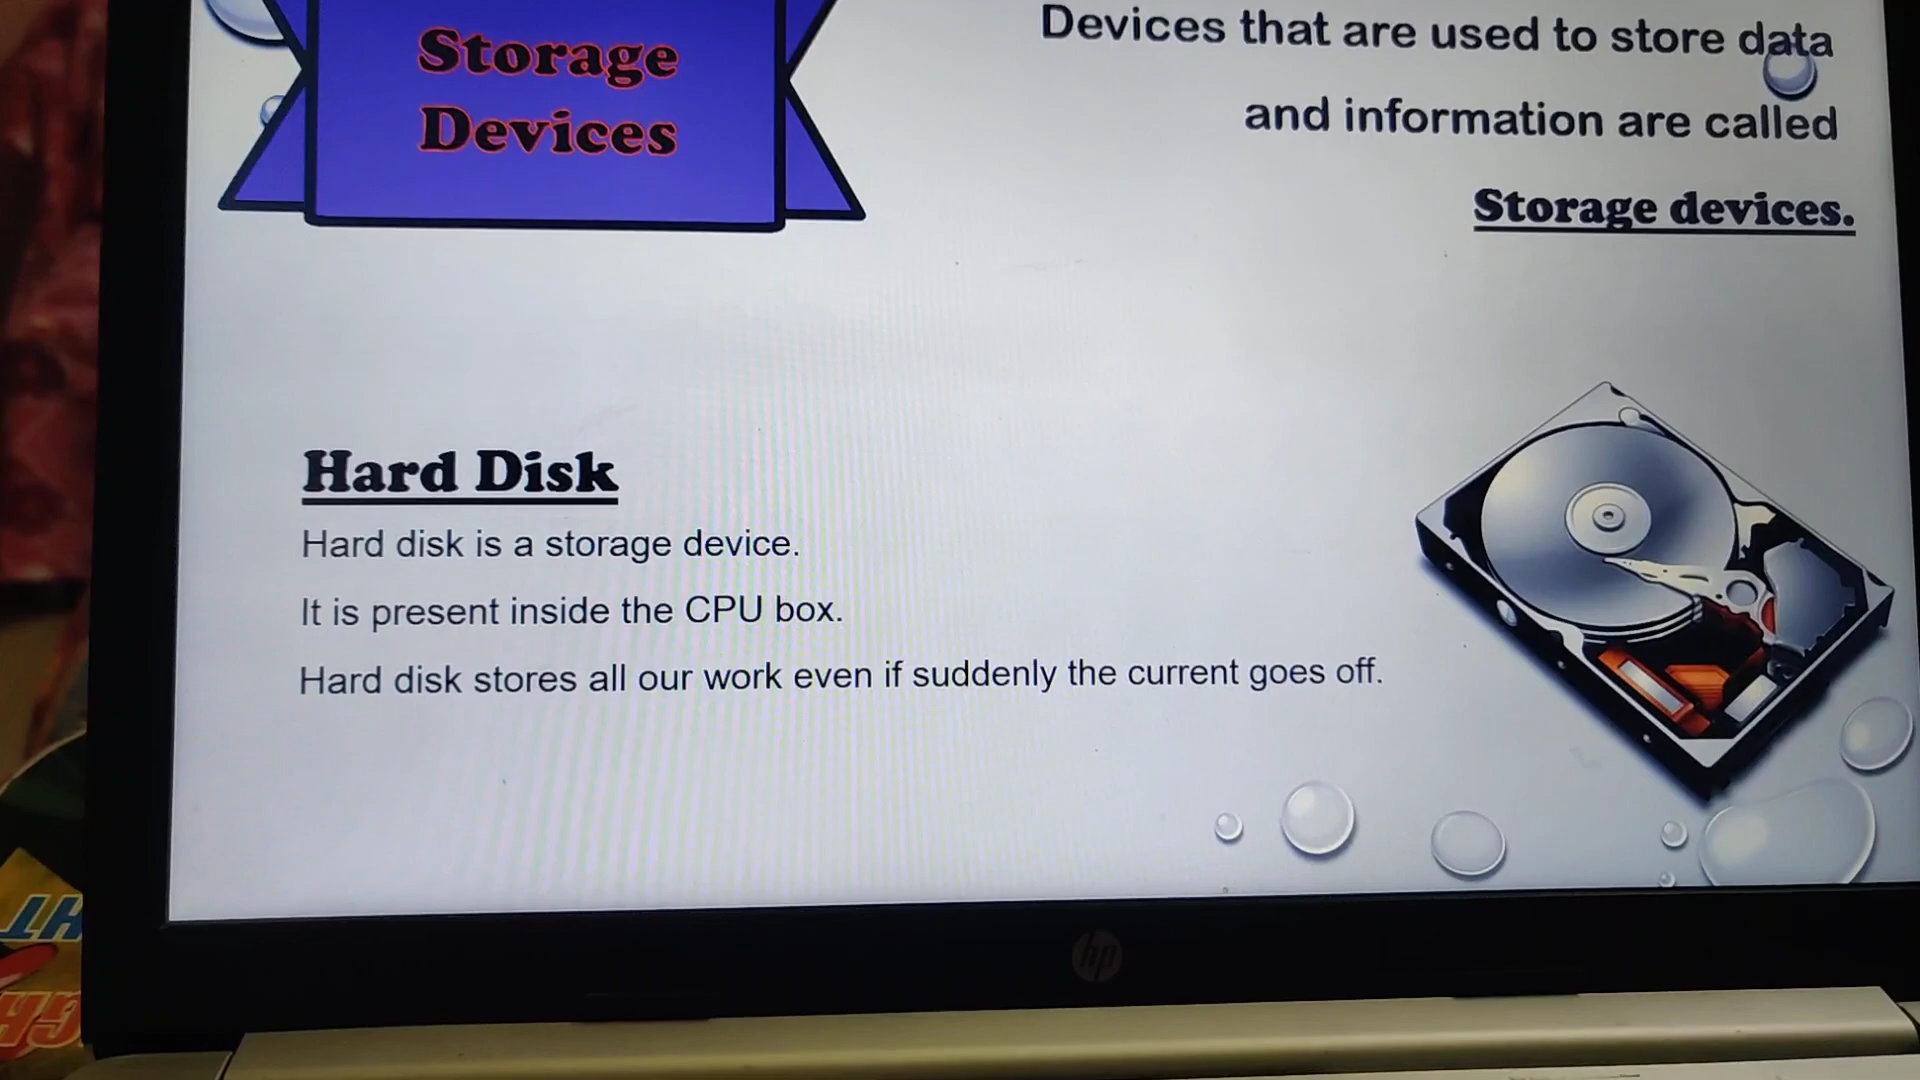 Storage
Devices
Devices that are used to store data
and information are called
Storage devices.
Hard Disk
Hard disk is a storage device.
It is present inside the CPU box.
Hard disk stores all our work even if suddenly the current goes off.
hp